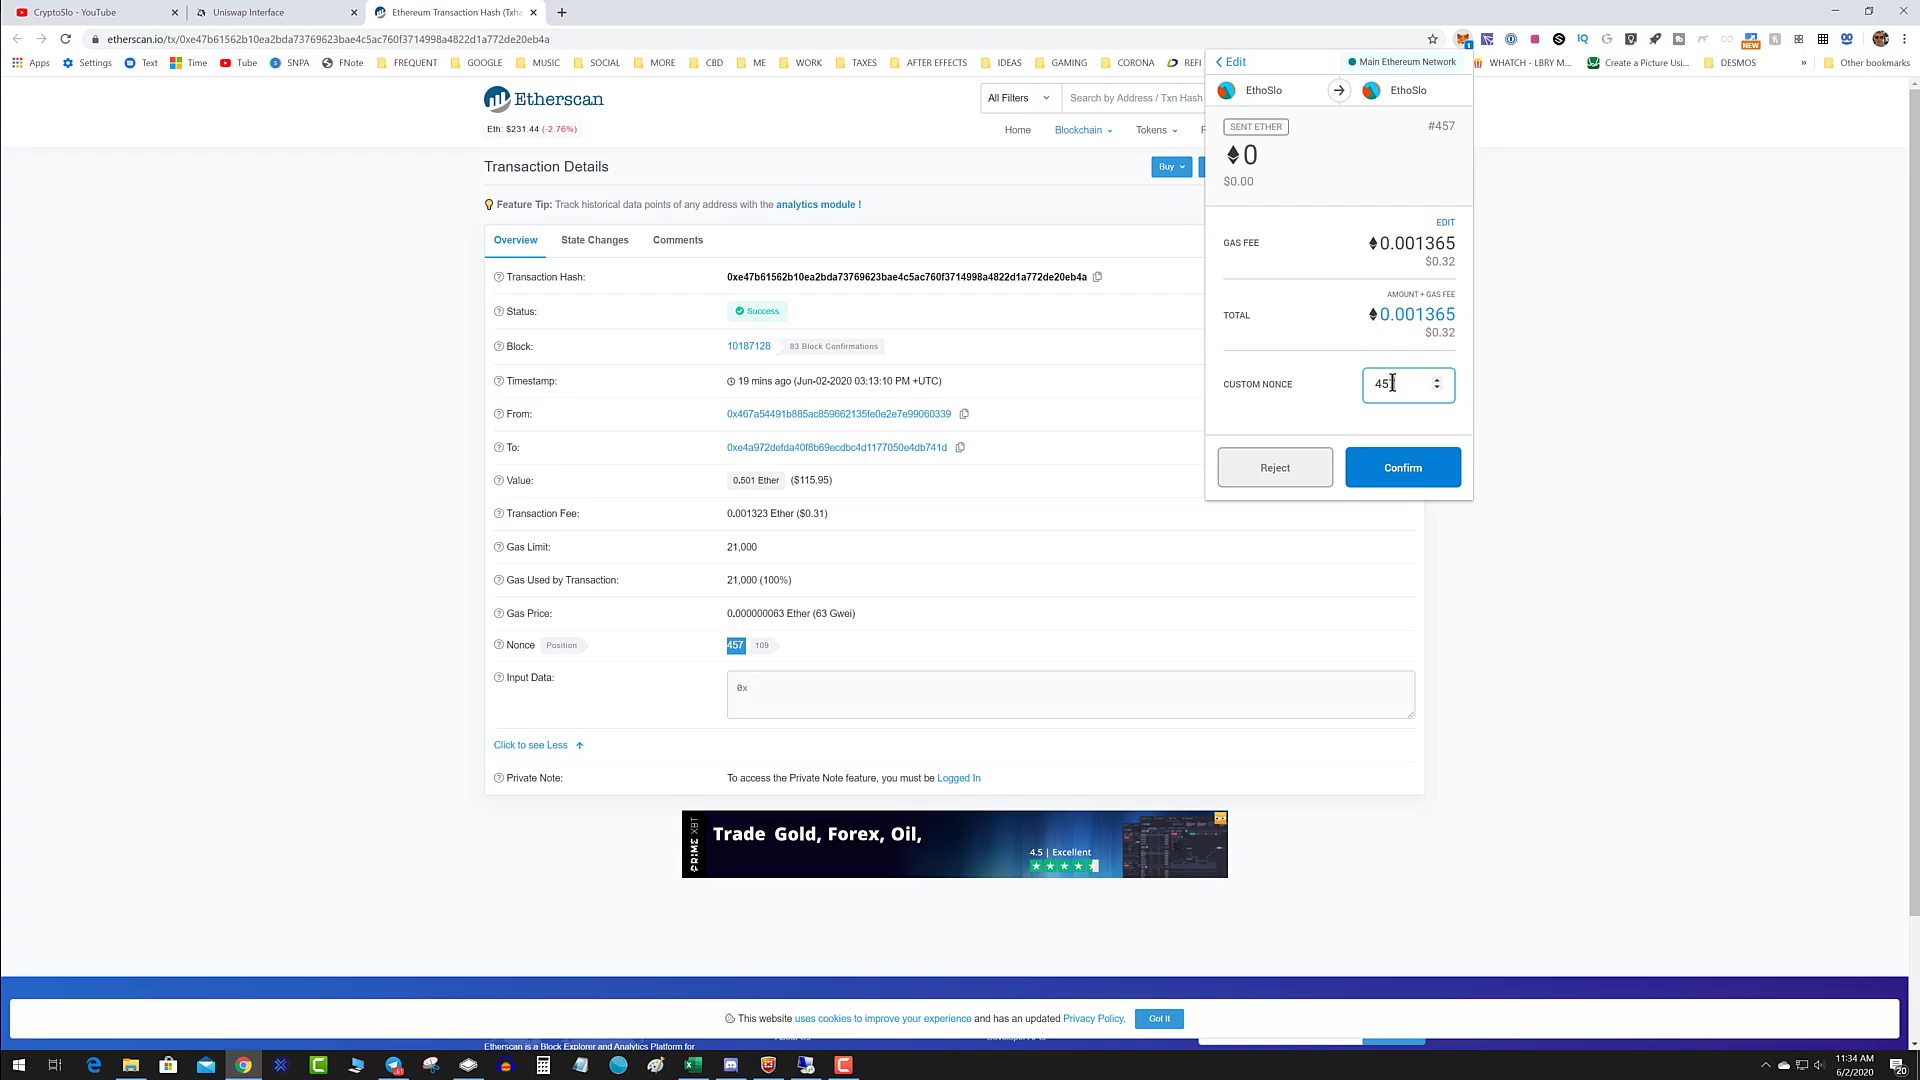 CryptoSlo - YouTube
Uniswap Interface
Ethereum Transaction Hash (Txha
etherscan.io/tx/0xe47b61562b10ea2bda73769623bae4c5ac760f3714998a4822d1a772de20eb4a
Apps Settings Text Time Tube SNPA FNote FREQUENT GOOGLE MUSIC SOCIAL MORE CBD ME WORK TAXES AFTER EFFECTS IDEAS GAMING CORONA REFI WHATCH - LBRY M... Create a Picture Usi... DESMOS » Other bookmarks
NEW
Etherscan
Eth: $231.44 (-2.76%)
All Filters
Search by Address / Txn Hash
Home Blockchain Tokens
Transaction Details
Buy
Feature Tip: Track historical data points of any address with the analytics module !
Overview State Changes Comments
Transaction Hash: 0xe47b61562b10ea2bda73769623bae4c5ac760f3714998a4822d1a772de20eb4a
Status: Success
Block: 10187128 83 Block Confirmations
Timestamp: 19 mins ago (Jun-02-2020 03:13:10 PM +UTC)
From: 0x467a54491b885ac859662135fe0e2e7e99060339
To: 0xe4a972defda40f8b69ecdbc4d1177050e4db741d
Value: 0.501 Ether ($115.95)
Transaction Fee: 0.001323 Ether ($0.31)
Gas Limit: 21,000
Gas Used by Transaction: 21,000 (100%)
Gas Price: 0.000000063 Ether (63 Gwei)
Nonce Position 457 109
Input Data: 0x
Click to see Less
Private Note: To access the Private Note feature, you must be Logged In
Edit
Main Ethereum Network
EthoSlo EthoSlo
SENT ETHER #457
0
$0.00
EDIT
GAS FEE 0.001365
$0.32
AMOUNT + GAS FEE
TOTAL 0.001365
$0.32
CUSTOM NONCE 457
Reject Confirm
PRIME XBT
Trade Gold, Forex, Oil,
4.5 | Excellent
This website uses cookies to improve your experience and has an updated Privacy Policy. Got It
Etherscan is a Block Explorer and Analytics Platform for
11:34 AM
6/2/2020
20